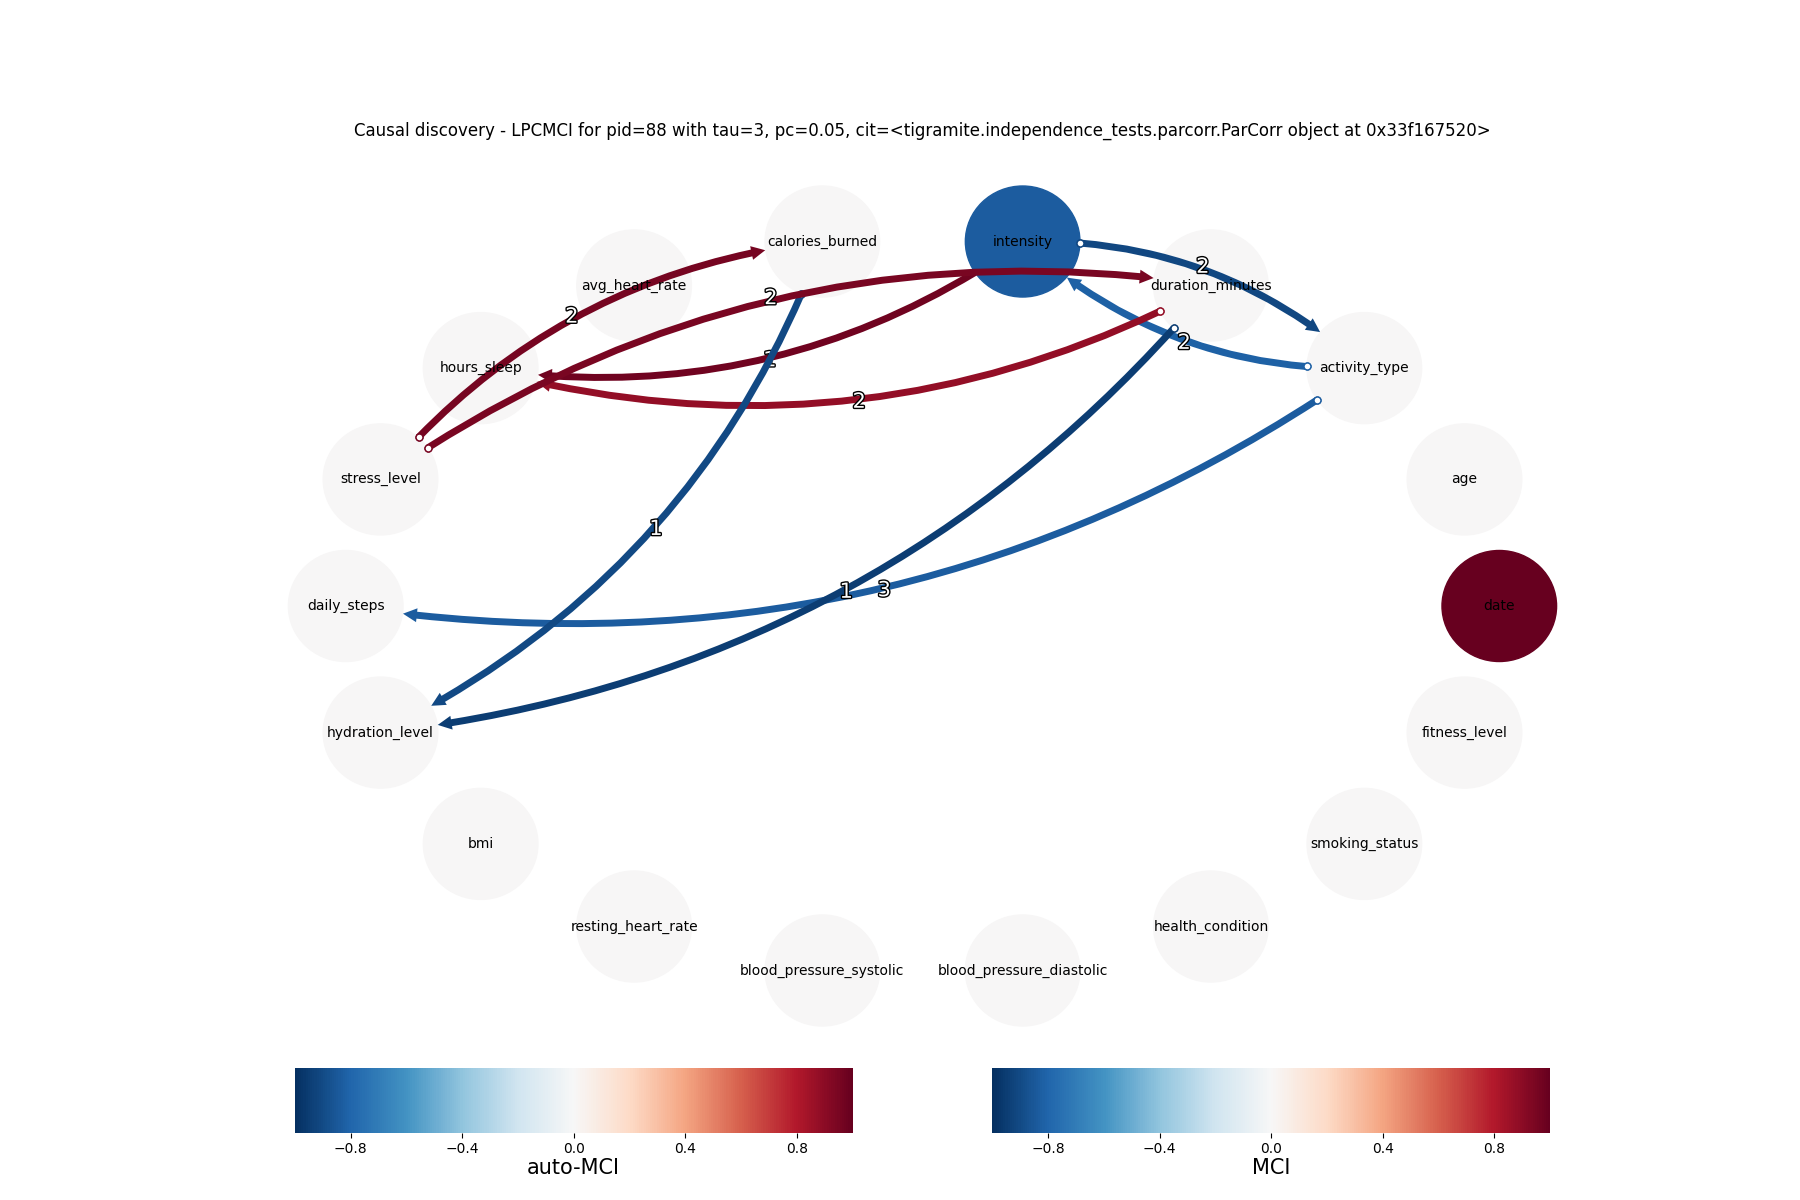 Causal discovery - LPCMCI for pid=88 with tau=3, pc=0.05, cit=<tigramite.independence_tests.parcorr.ParCorr object at 0x33f167520>
calories_burned
intensity
2
avg_heart_rate
duration_minutes
2
2
2
hours_sleep
activity_type
2
stress_level
age
1
1
3
daily_steps
date
hydration_level
fitness_level
bmi
smoking_status
resting_heart_rate
health_condition
blood_pressure_systolic
blood_pressure_diastolic
−0.8 −0.4 0.0 0.4 0.8
auto-MCI
−0.8 −0.4 0.0 0.4 0.8
MCI